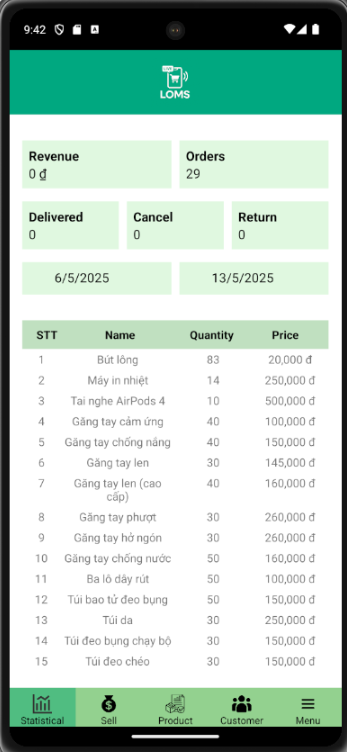 9:42
LIVE
LOMS
Revenue Orders
0 ₫ 29
Delivered Cancel Return
0 0 0
6/5/2025 13/5/2025
STT Name Quantity Price
1 Bút lông 83 20,000 đ
2 Máy in nhiệt 14 250,000 đ
3 Tai nghe AirPods 4 10 500,000 đ
4 Găng tay cảm ứng 40 100,000 đ
5 Găng tay chống nắng 40 150,000 đ
6 Găng tay len 30 145,000 đ
7 Găng tay len (cao 40 160,000 đ
cấp)
8 Găng tay phượt 30 260,000 đ
9 Găng tay hở ngón 30 260,000 đ
10 Găng tay chống nước 50 160,000 đ
11 Ba lô dây rút 50 100,000 đ
12 Túi bao tử đeo bụng 50 150,000 đ
13 Túi da 30 250,000 đ
14 Túi đeo bụng chạy bộ 30 150,000 đ
15 Túi đeo chéo 30 150,000 đ
Statistical Sell Product Customer Menu